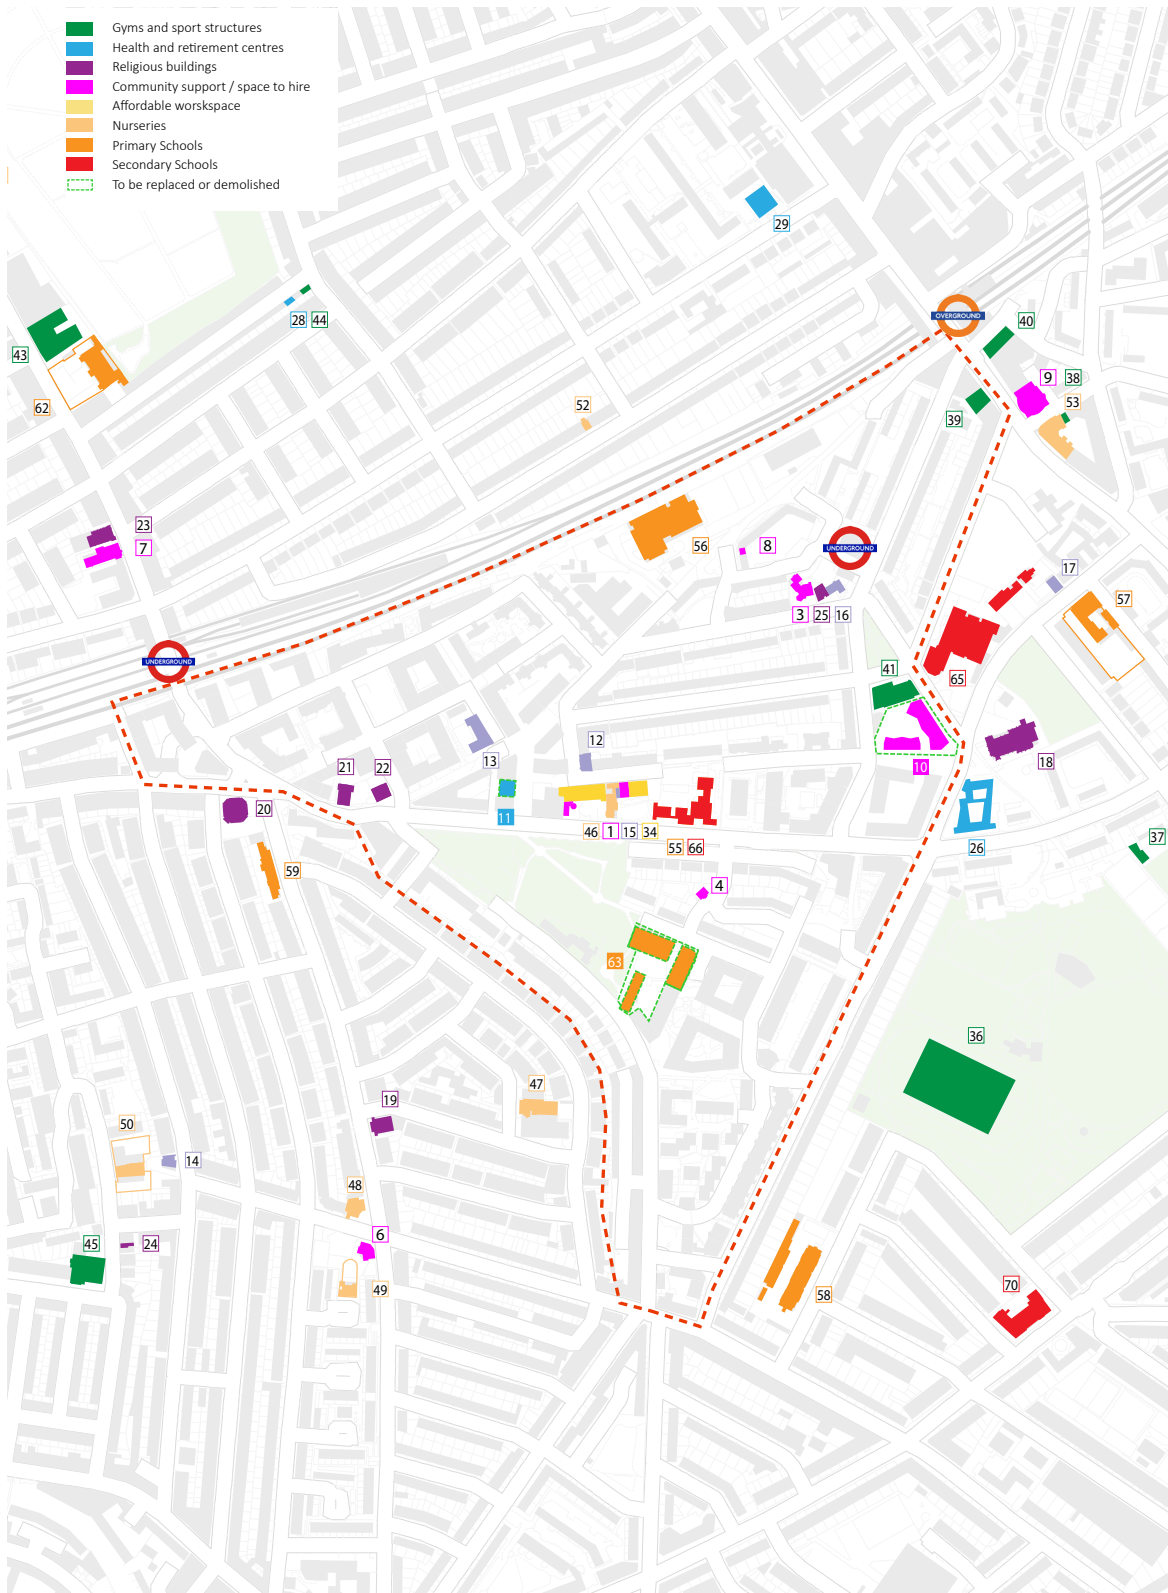 Gyms and sport structures
Health and retirement centres
Religious buildings
Community support / space to hire
Affordable worskspace
Nurseries
Primary Schools
Secondary Schools
To be replaced or demolished
29
28 44
43
62
OVERGROUND
40
9 38
53
39
52
23
7
56
8
UNDERGROUND
17
57
3 25 16
UNDERGROUND
41
65
12
13
18
10
21 22
20
11
46 1 15 34
55 66
26
37
59
4
63
36
47
19
50
14
48
6
45 24
49
58
70